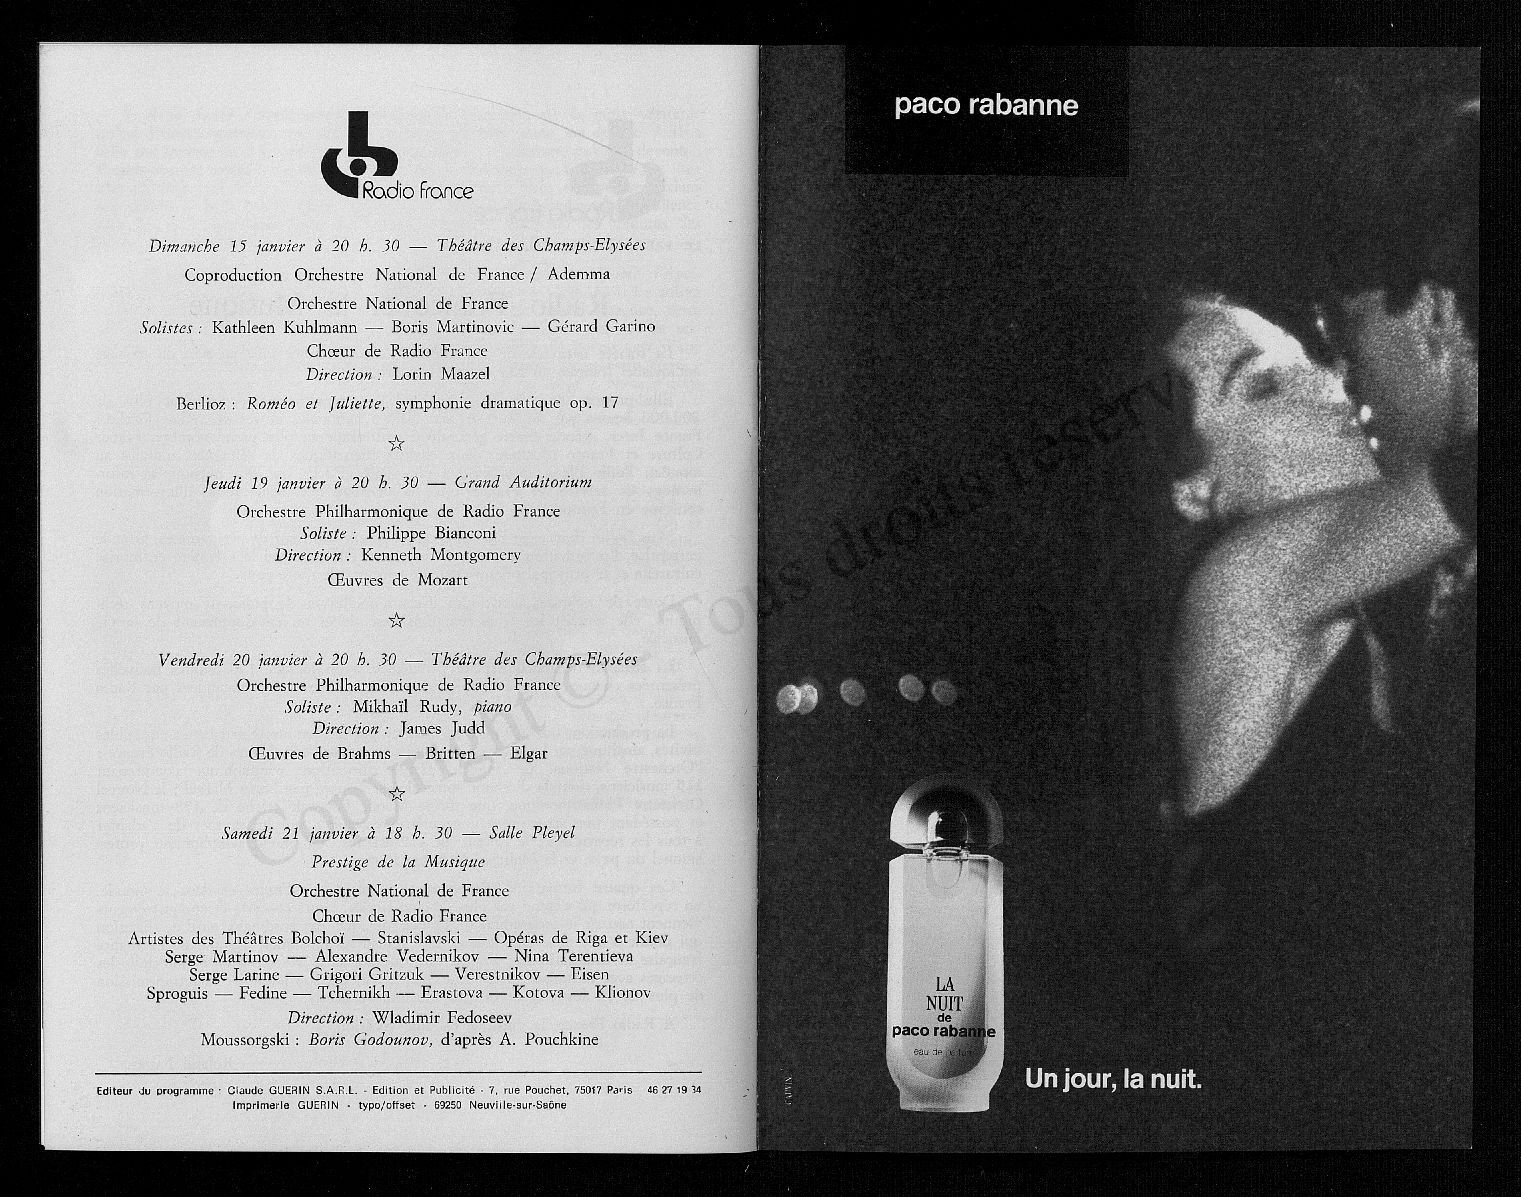 Radio France
Dimanche 15 janvier à 20 h. 30 — Théâtre des Champs-Elysées
Coproduction Orchestre National de France / Ademma
Orchestre National de France
Solistes : Kathleen Kuhlmann — Boris Martinovic — Gérard Garino
Chœur de Radio France
Direction : Lorin Maazel
Berlioz : Roméo et Juliette, symphonie dramatique op. 17
☆
Jeudi 19 janvier à 20 h. 30 — Grand Auditorium
Orchestre Philharmonique de Radio France
Soliste : Philippe Bianconi
Direction : Kenneth Montgomery
Œuvres de Mozart
☆
Vendredi 20 janvier à 20 h. 30 — Théâtre des Champs-Elysées
Orchestre Philharmonique de Radio France
Soliste : Mikhaïl Rudy, piano
Direction : James Judd
Œuvres de Brahms — Britten — Elgar
☆
Samedi 21 janvier à 18 h. 30 — Salle Pleyel
Prestige de la Musique
Orchestre National de France
Chœur de Radio France
Artistes des Théâtres Bolchoï — Stanislavski — Opéras de Riga et Kiev
Serge Martinov — Alexandre Vedernikov — Nina Terentieva
Serge Larine — Grigori Gritzuk — Verestnikov — Eisen
Sproguis — Fedine — Tchernikh — Erastova — Kotova — Klionov
Direction : Wladimir Fedoseev
Moussorgski : Boris Godounov, d'après A. Pouchkine
Editeur du programme : Claude GUERIN S.A.R.L. - Edition et Publicité - 7, rue Pouchet, 75017 Paris 46 27 19 34
Imprimerie GUERIN - typo/offset - 69250 Neuville-sur-Saône
paco rabanne
LA
NUIT
de
paco rabanne
eau de parfum
Un jour, la nuit.
Copyright © - Tous droits réservés